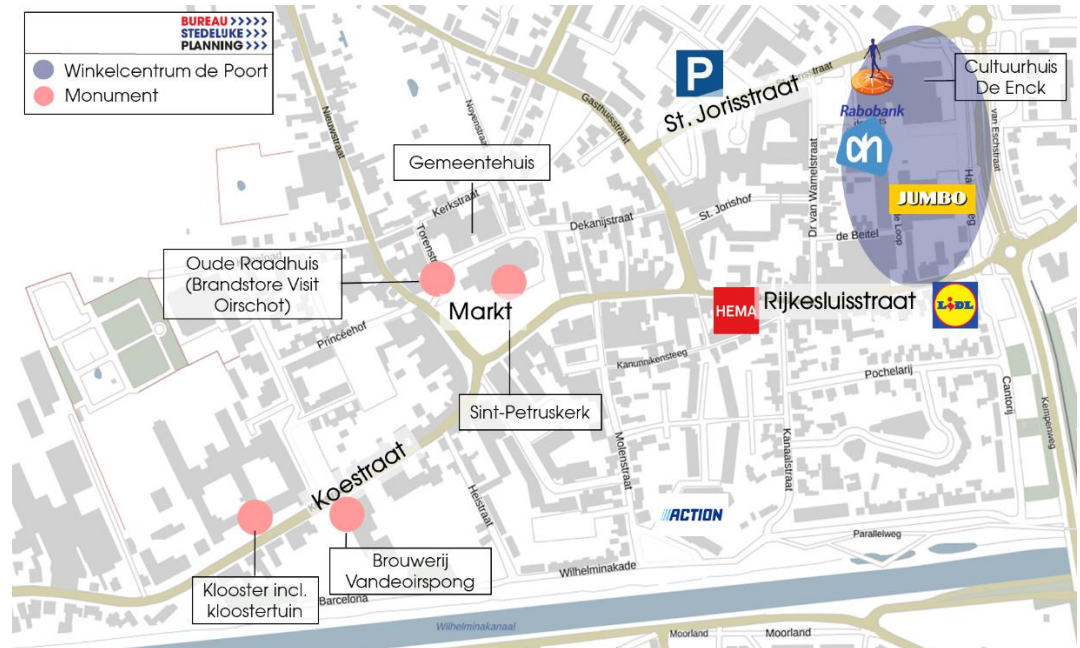 BUREAU >>>>>
STEDELIJKE >>>
PLANNING >>>
Winkelcentrum de Poort
Monument
P
St. Jorisstraat
Rabobank
ah
JUMBO
Cultuurhuis
De Enck
van Eschstraat
Nieuwstraat
Noyenstraat
Gasthuisstraat
Gemeentehuis
Kerkstraat
Torenstr
Dekanijstraat
St. Jorishof
Dr van Wamelstraat
de Beitel
de Loop
Oude Raadhuis
(Brandstore Visit
Oirschot)
Markt
HEMA
Rijkesluisstraat
LIDL
Princéehof
Kanunnikensteeg
Pochelarij
Cantorij
Kempenweg
Sint-Petruskerk
Koestraat
Molenstraat
Kanaalstraat
Heistraat
ACTION
Parallelweg
Brouwerij
Vandeoirspong
Wilhelminakade
Klooster incl.
kloostertuin
Barcelona
Wilhelminakanaal
Moorland
Moorland